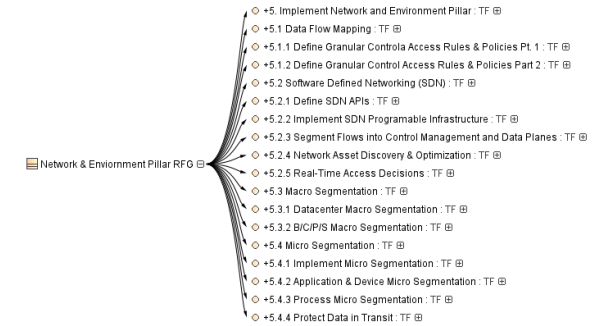 +5. Implement Network and Environment Pillar : TF
+5.1 Data Flow Mapping : TF
+5.1.1 Define Granular Controla Access Rules & Policies Pt. 1 : TF
+5.1.2 Define Granular Control Access Rules & Policies Part 2 : TF
+5.2 Software Defined Networking (SDN) : TF
+5.2.1 Define SDN APIs : TF
+5.2.2 Implement SDN Programable Infrastructure : TF
+5.2.3 Segment Flows into Control Management and Data Planes : TF
+5.2.4 Network Asset Discovery & Optimization : TF
Network & Enviornment Pillar RFG
+5.2.5 Real-Time Access Decisions : TF
+5.3 Macro Segmentation : TF
+5.3.1 Datacenter Macro Segmentation : TF
+5.3.2 B/C/P/S Macro Segmentation : TF
+5.4 Micro Segmentation : TF
+5.4.1 Implement Micro Segmentation : TF
+5.4.2 Application & Device Micro Segmentation : TF
+5.4.3 Process Micro Segmentation : TF
+5.4.4 Protect Data in Transit : TF